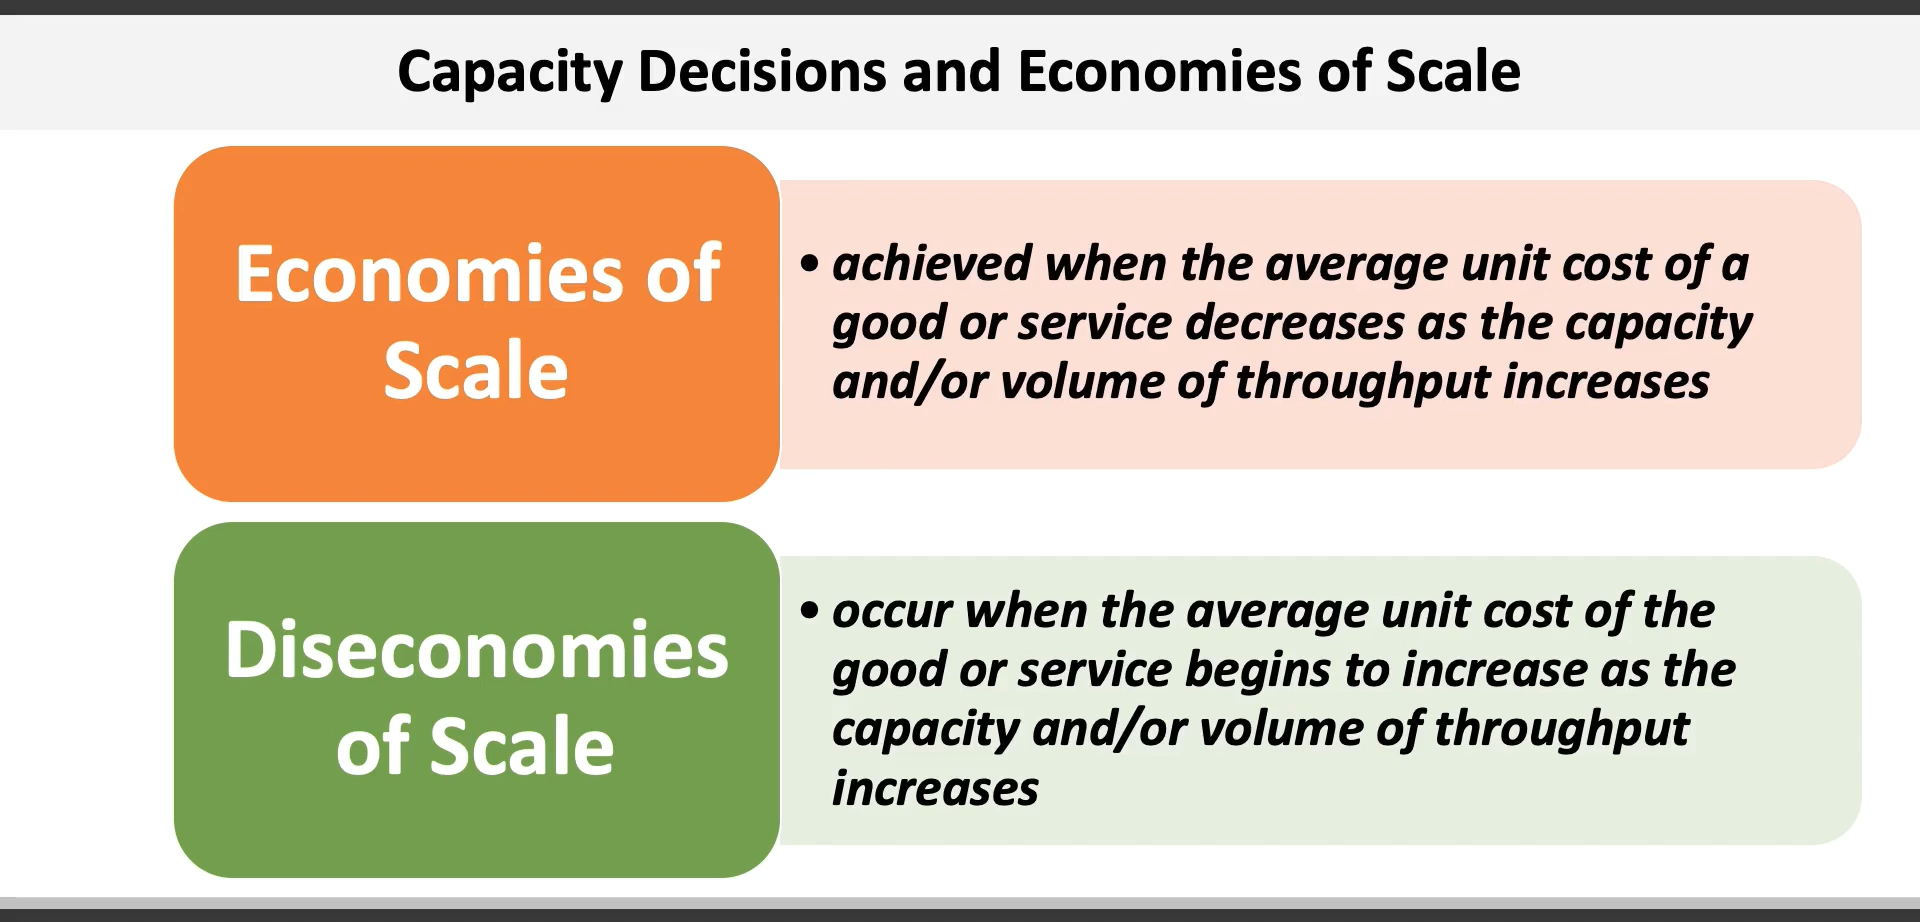 Capacity Decisions and Economies of Scale
Economies of
Scale
• achieved when the average unit cost of a
good or service decreases as the capacity
and/or volume of throughput increases
Diseconomies
of Scale
• occur when the average unit cost of the
good or service begins to increase as the
capacity and/or volume of throughput
increases